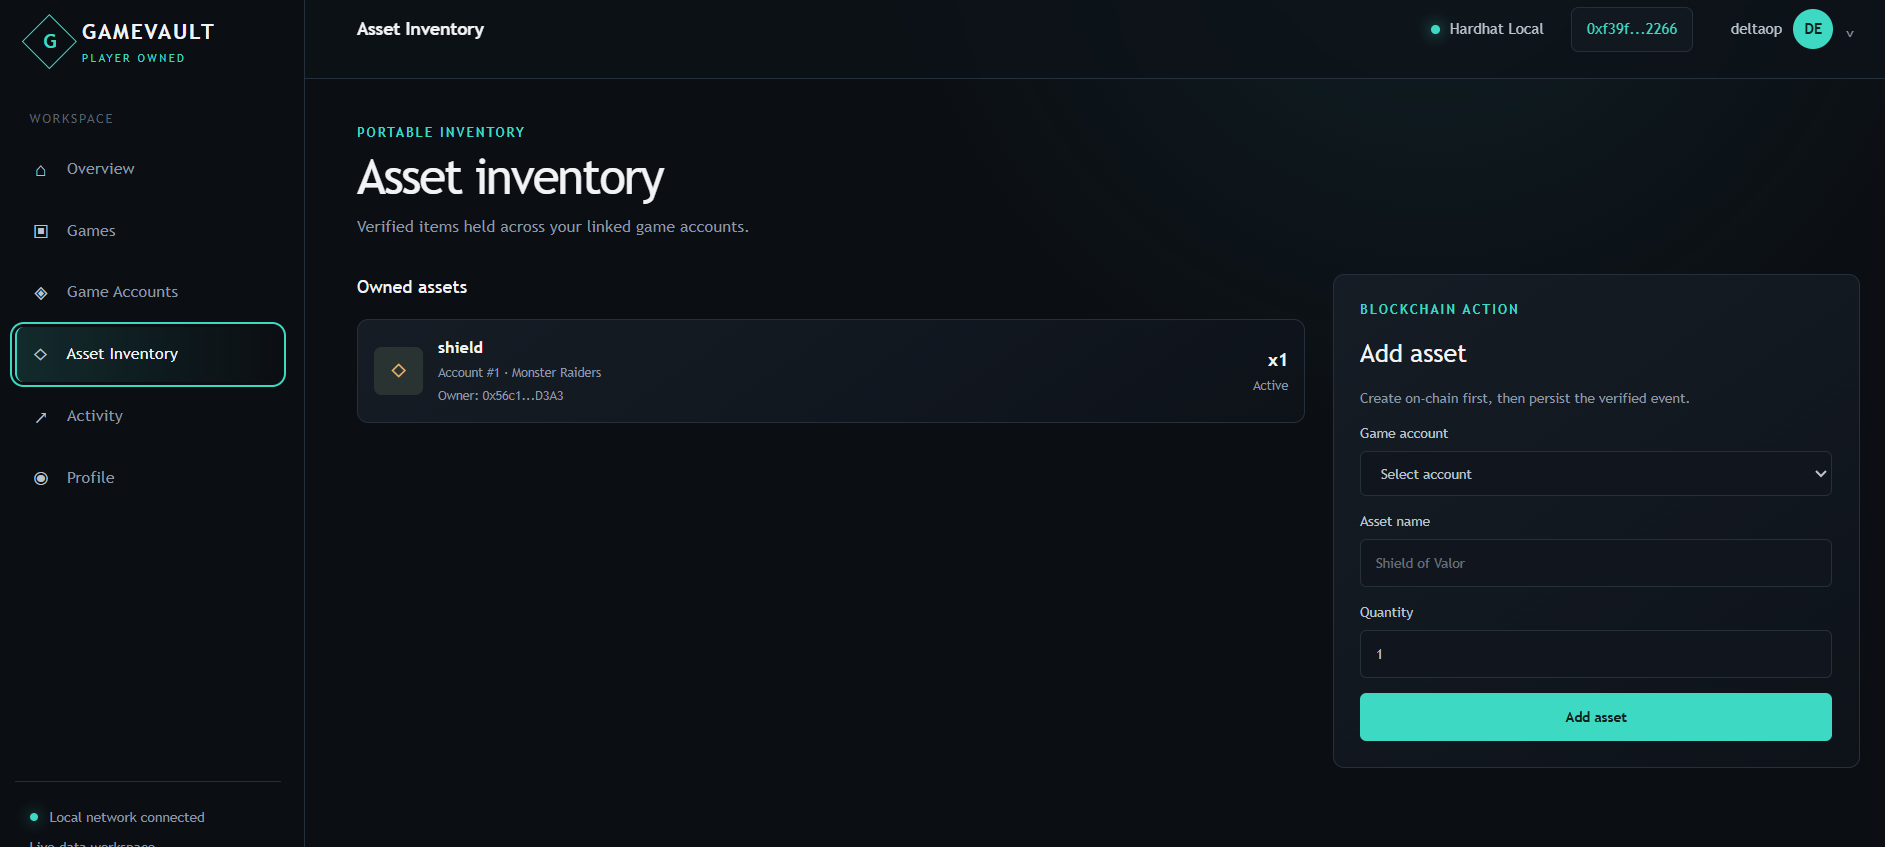 G
GAMEVAULT
PLAYER OWNED
WORKSPACE
Overview
Games
Game Accounts
Asset Inventory
Activity
Profile
Local network connected
Live data workspace
Asset Inventory
Hardhat Local
0xf39f...2266
deltaop
DE
PORTABLE INVENTORY
Asset inventory
Verified items held across your linked game accounts.
Owned assets
shield
Account #1 · Monster Raiders
Owner: 0x56c1...D3A3
x1
Active
BLOCKCHAIN ACTION
Add asset
Create on-chain first, then persist the verified event.
Game account
Select account
Asset name
Shield of Valor
Quantity
1
Add asset